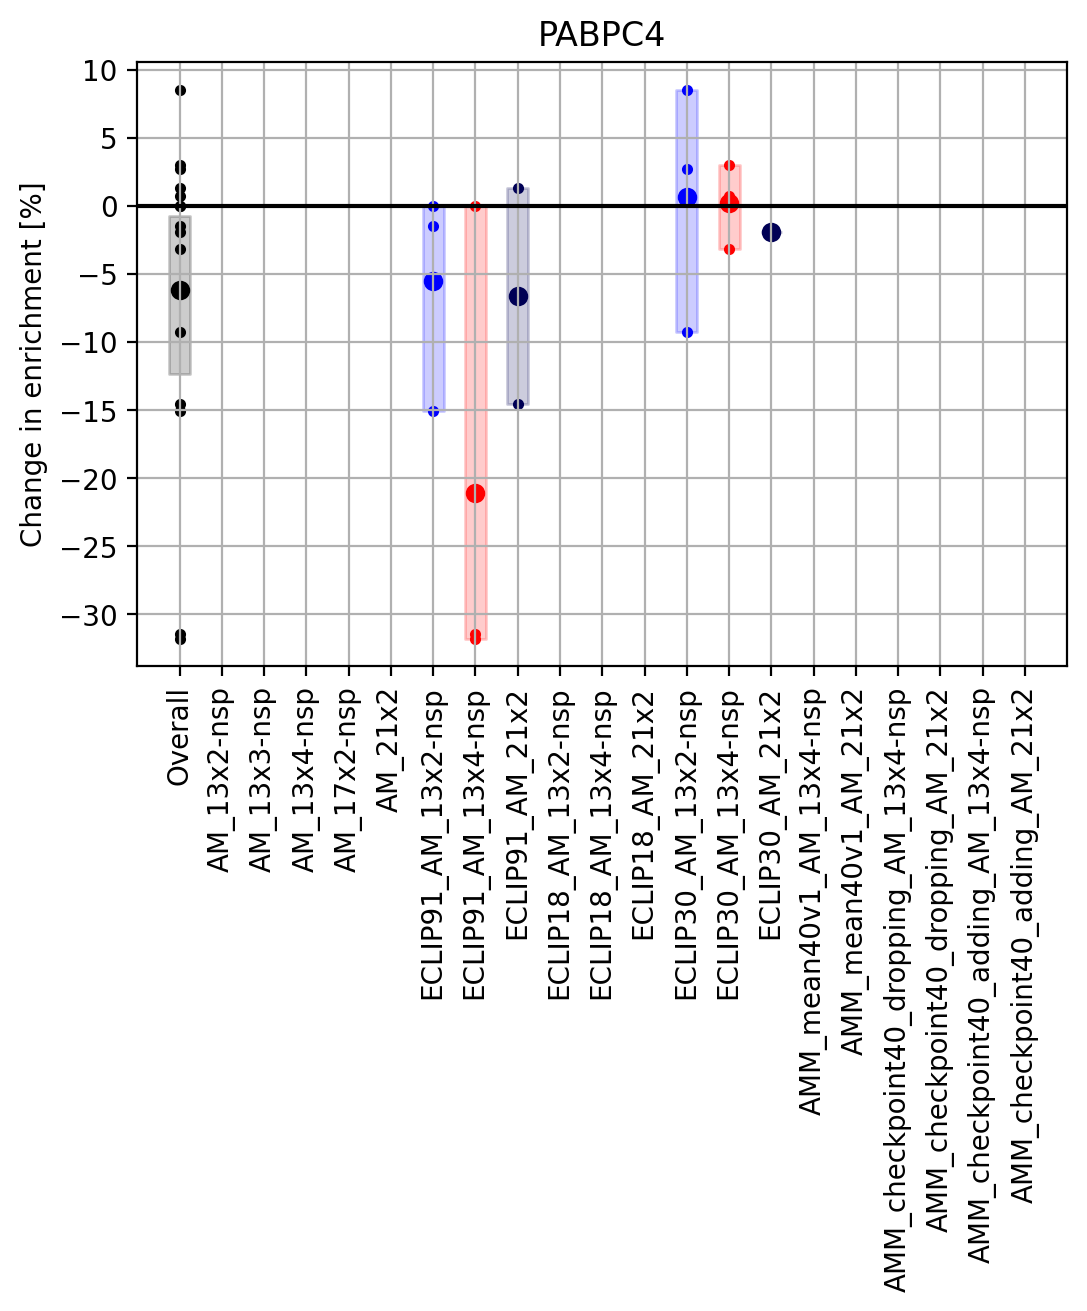 PABPC4
Change in enrichment [%]
10
5
0
−5
−10
−15
−20
−25
−30
Overall
AM_13x2-nsp
AM_13x3-nsp
AM_13x4-nsp
AM_17x2-nsp
AM_21x2
ECLIP91_AM_13x2-nsp
ECLIP91_AM_13x4-nsp
ECLIP91_AM_21x2
ECLIP18_AM_13x2-nsp
ECLIP18_AM_13x4-nsp
ECLIP18_AM_21x2
ECLIP30_AM_13x2-nsp
ECLIP30_AM_13x4-nsp
ECLIP30_AM_21x2
AMM_mean40v1_AM_13x4-nsp
AMM_mean40v1_AM_21x2
AMM_checkpoint40_dropping_AM_13x4-nsp
AMM_checkpoint40_dropping_AM_21x2
AMM_checkpoint40_adding_AM_13x4-nsp
AMM_checkpoint40_adding_AM_21x2